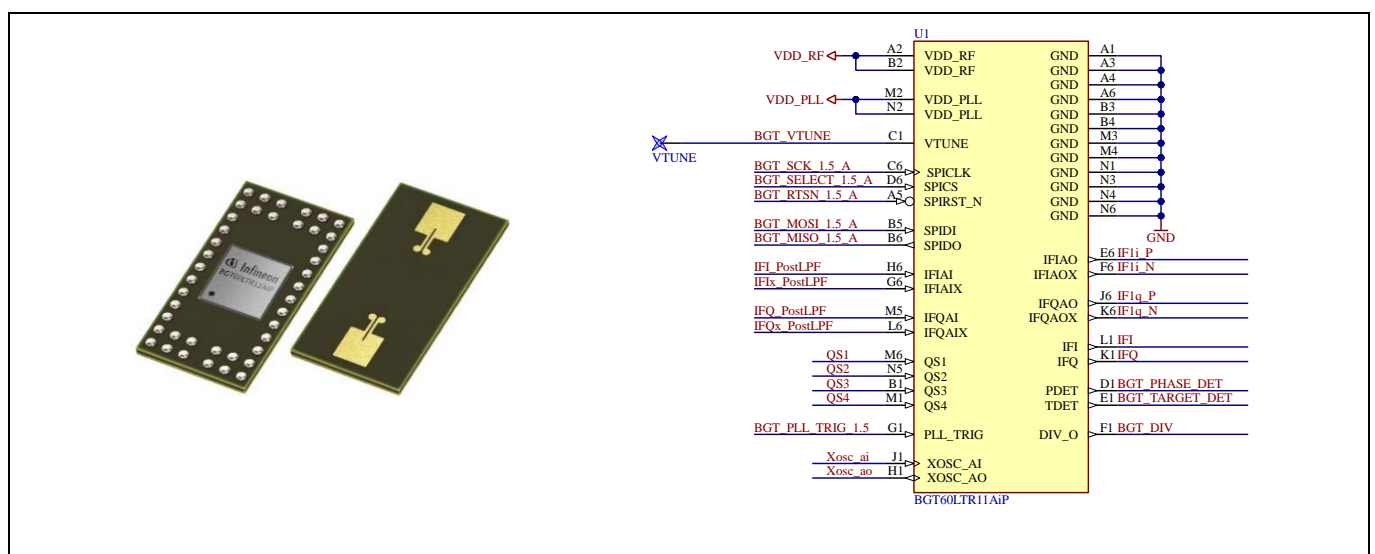 Infineon
BGT60LTR11AiP
U1
VDD_RF A2 VDD_RF GND A1
B2 VDD_RF GND A3
GND A4
VDD_PLL M2 VDD_PLL GND A6
N2 VDD_PLL GND B3
GND B4
BGT_VTUNE C1 VTUNE GND M3
VTUNE GND M4
BGT_SCK_1.5_A C6 SPICLK GND N1
BGT_SELECT_1.5_A D6 SPICS GND N3
BGT_RTSN_1.5_A A5 SPIRST_N GND N4
GND N6
BGT_MOSI_1.5_A B5 SPIDI
BGT_MISO_1.5_A B6 SPIDO GND
IFIAO E6 IF1i_P
IFI_PostLPF H6 IFIAI IFIAOX F6 IF1i_N
IFIx_PostLPF G6 IFIAIX
IFQAO J6 IF1q_P
IFQ_PostLPF M5 IFQAI IFQAOX K6 IF1q_N
IFQx_PostLPF L6 IFQAIX
IFI L1 IFI
QS1 M6 QS1 IFQ K1 IFQ
QS2 N5 QS2
QS3 B1 QS3 PDET D1 BGT_PHASE_DET
QS4 M1 QS4 TDET E1 BGT_TARGET_DET
BGT_PLL_TRIG_1.5 G1 PLL_TRIG DIV_O F1 BGT_DIV
Xosc_ai J1 XOSC_AI
Xosc_ao H1 XOSC_AO
BGT60LTR11AiP